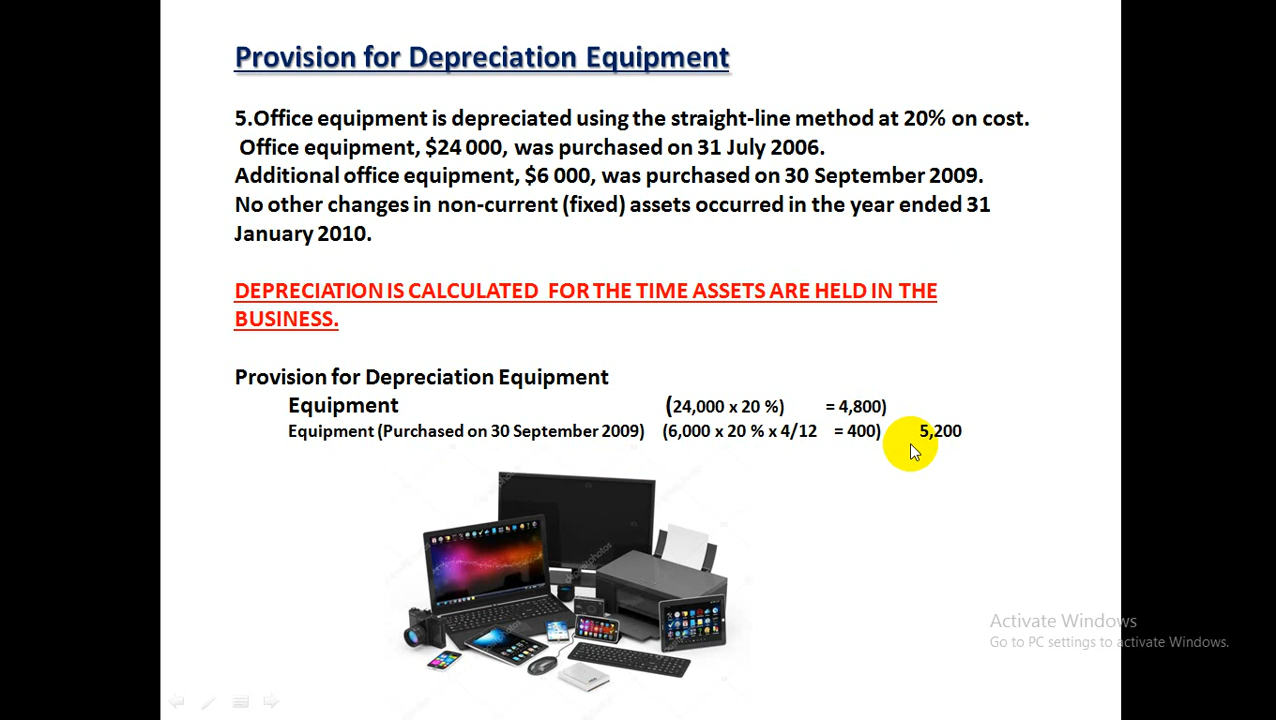 Provision for Depreciation Equipment
5.Office equipment is depreciated using the straight-line method at 20% on cost.
Office equipment, $24 000, was purchased on 31 July 2006.
Additional office equipment, $6 000, was purchased on 30 September 2009.
No other changes in non-current (fixed) assets occurred in the year ended 31
January 2010.
DEPRECIATION IS CALCULATED FOR THE TIME ASSETS ARE HELD IN THE
BUSINESS.
Provision for Depreciation Equipment
Equipment (24,000 x 20 %) = 4,800)
Equipment (Purchased on 30 September 2009) (6,000 x 20 % x 4/12 = 400) 5,200
Activate Windows
Go to PC settings to activate Windows.